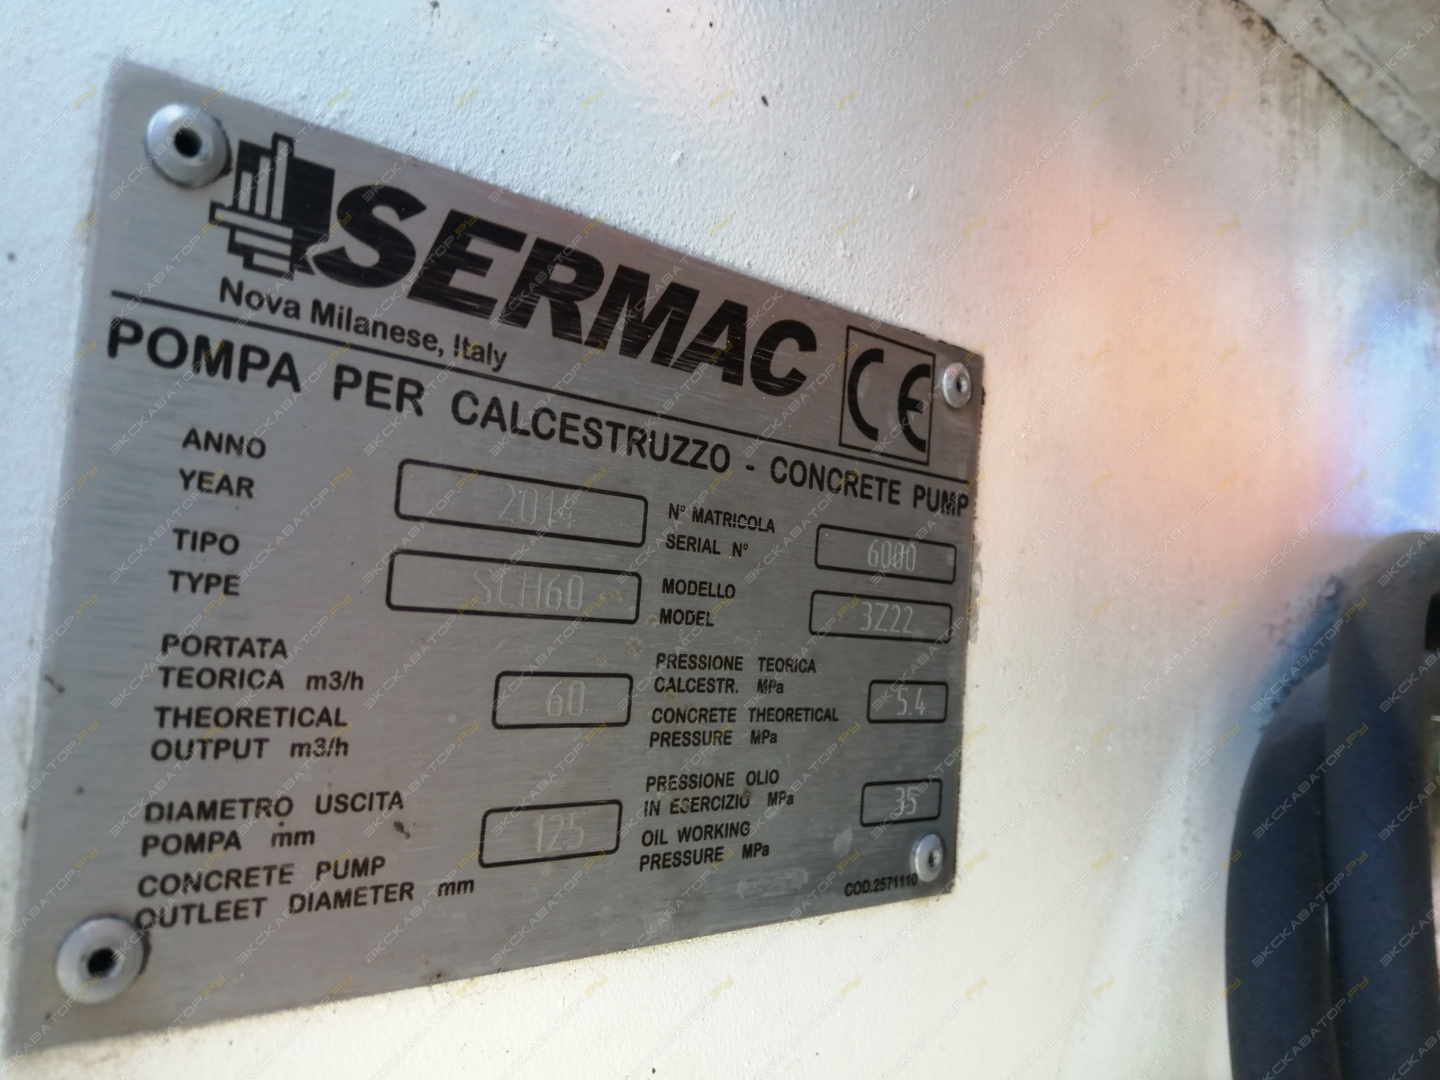 SERMAC
Nova Milanese, Italy
CE
POMPA PER CALCESTRUZZO - CONCRETE PUMP
ANNO
YEAR
2014
N° MATRICOLA
SERIAL N°
6000
TIPO
TYPE
SCH60
MODELLO
MODEL
3Z22
PORTATA
TEORICA m3/h
THEORETICAL
OUTPUT m3/h
60
PRESSIONE TEORICA
CALCESTR. MPa
CONCRETE THEORETICAL
PRESSURE MPa
5.4
DIAMETRO USCITA
POMPA mm
CONCRETE PUMP
OUTLEET DIAMETER mm
125
PRESSIONE OLIO
IN ESERCIZIO MPa
OIL WORKING
PRESSURE MPa
35
COD.2571110
ЭКСКАВАТОР.РУ